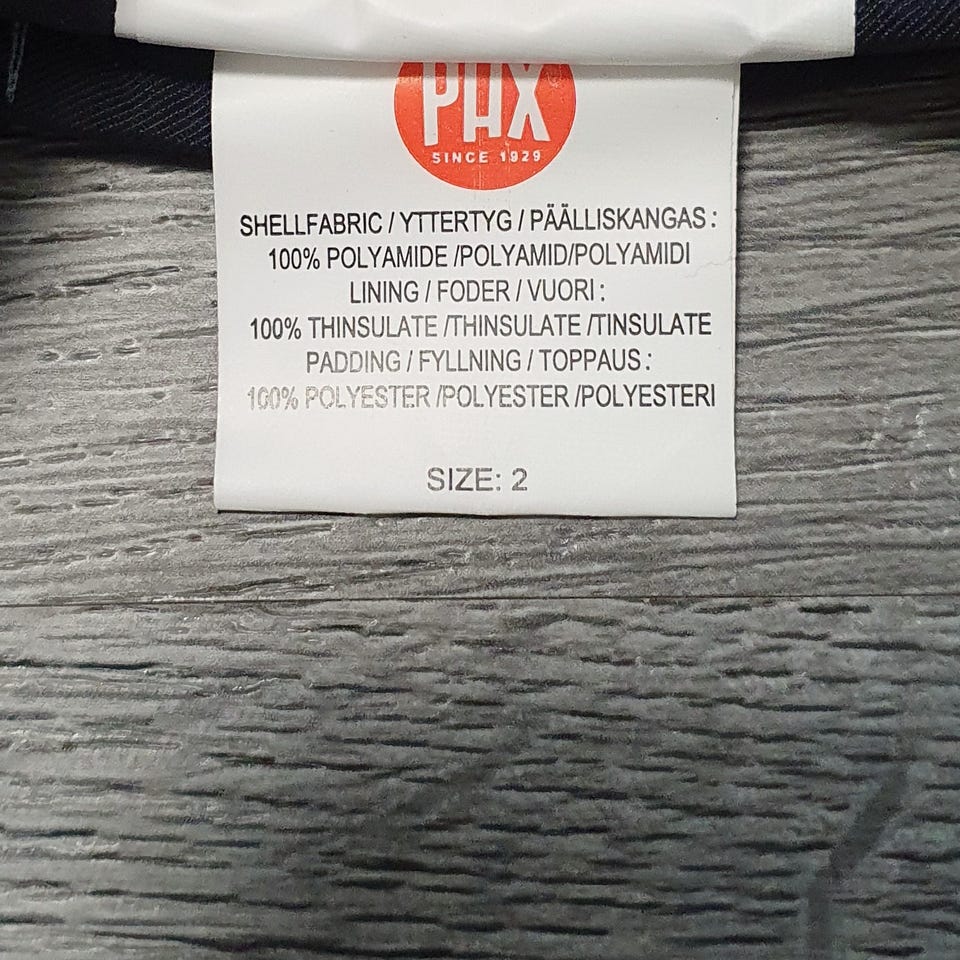 PAX
SINCE 1929
SHELLFABRIC / YTTERTYG / PÄÄLLISKANGAS :
100% POLYAMIDE /POLYAMID/POLYAMIDI
LINING / FODER / VUORI :
100% THINSULATE /THINSULATE /TINSULATE
PADDING / FYLLNING / TOPPAUS :
100% POLYESTER /POLYESTER /POLYESTERI
SIZE: 2